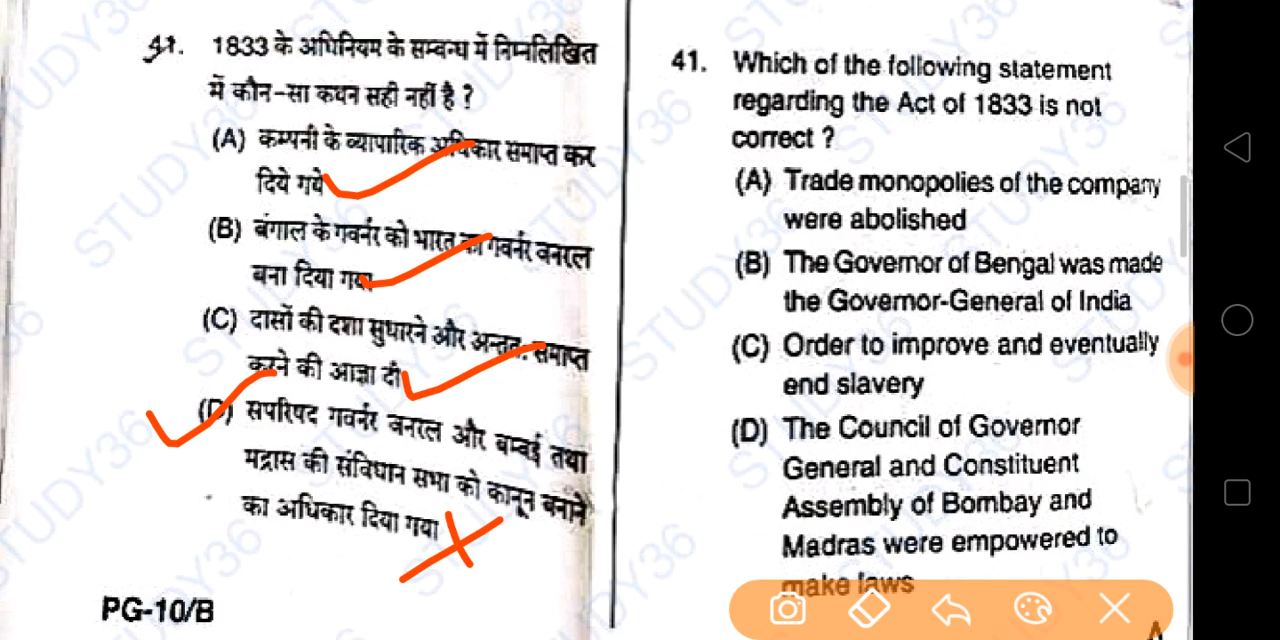 41. 1833 के अधिनियम के सम्बन्ध में निम्नलिखित
में कौन-सा कथन सही नहीं है ?
(A) कम्पनी के व्यापारिक अधिकार समाप्त कर
दिये गये
(B) बंगाल के गवर्नर को भारत का गवर्नर जनरल
बना दिया गया
(C) दासों की दशा सुधारने और अन्ततः समाप्त
करने की आज्ञा दी
(D) सपरिषद गवर्नर जनरल और बम्बई तथा
मद्रास की संविधान सभा को कानून बनाने
का अधिकार दिया गया
PG-10/B
41. Which of the following statement
regarding the Act of 1833 is not
correct ?
(A) Trade monopolies of the company
were abolished
(B) The Governor of Bengal was made
the Governor-General of India
(C) Order to improve and eventually
end slavery
(D) The Council of Governor
General and Constituent
Assembly of Bombay and
Madras were empowered to
make laws
A
STUDY36